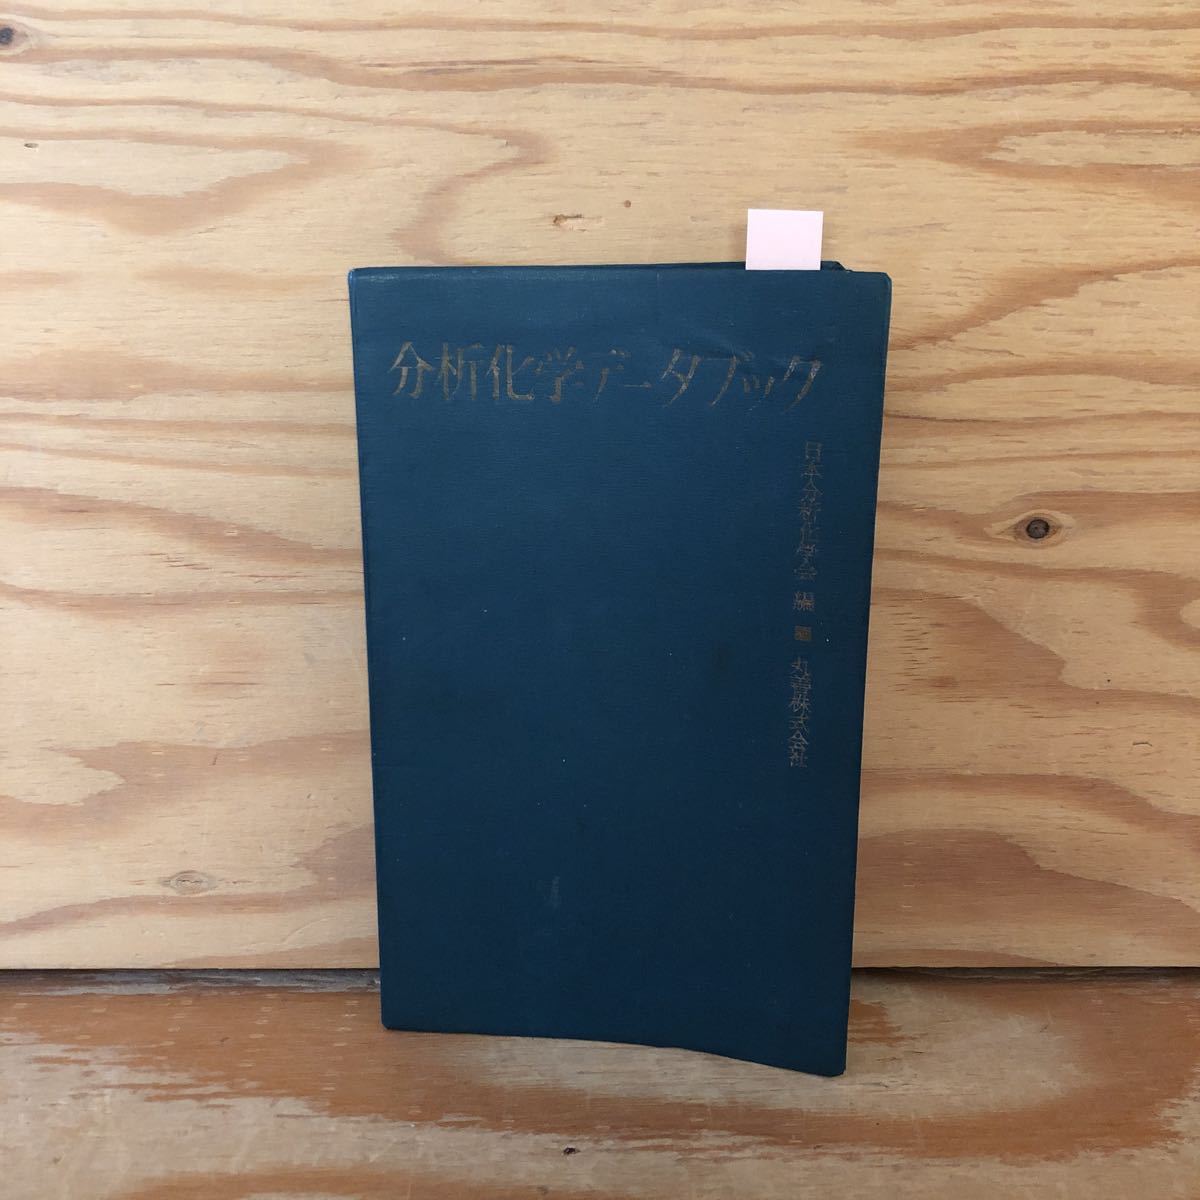 分析化学データブック
日本分析化学会 編
丸善株式会社